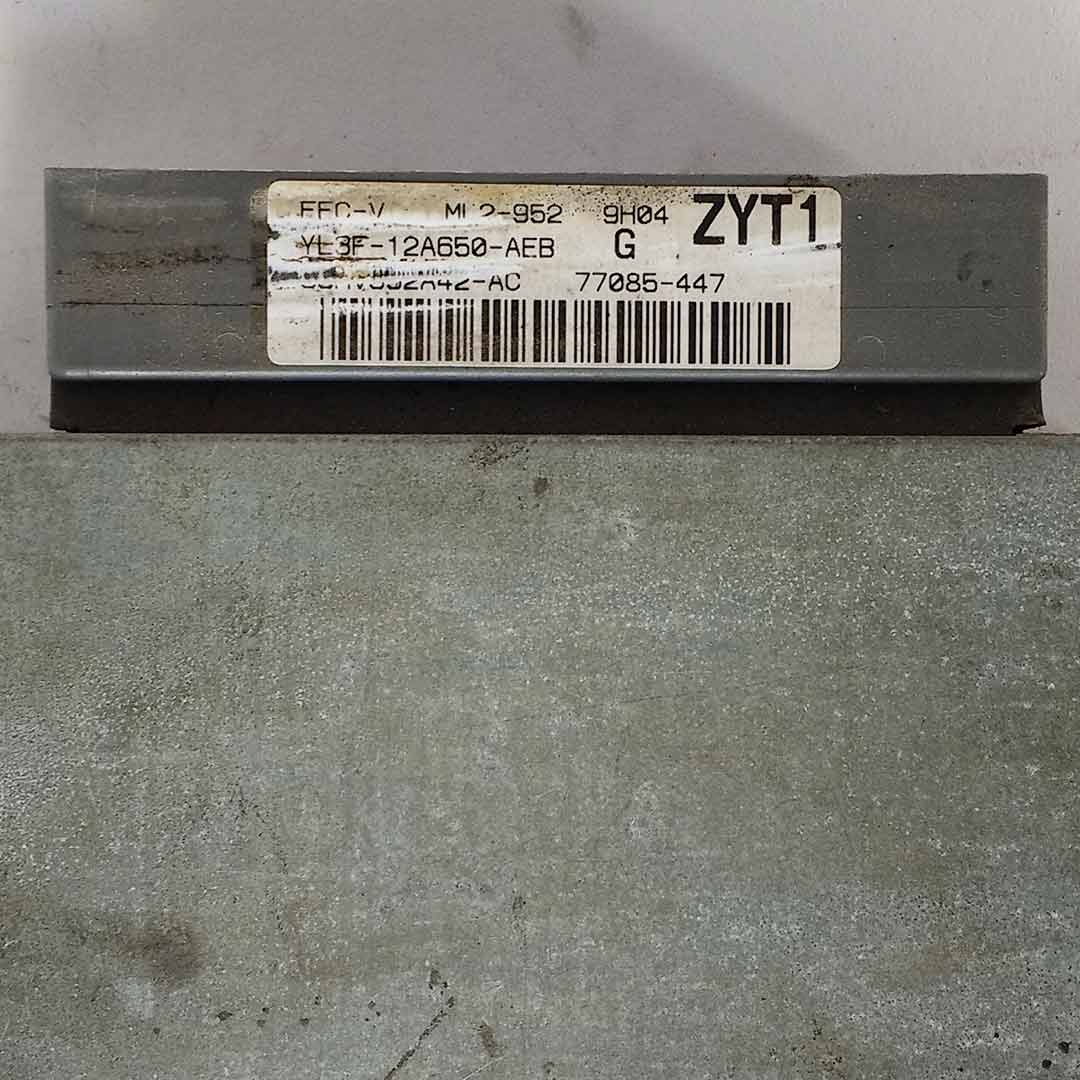 EEC-V 9H04 ZYT1
YL3F-12A650-AEB G
77085-447